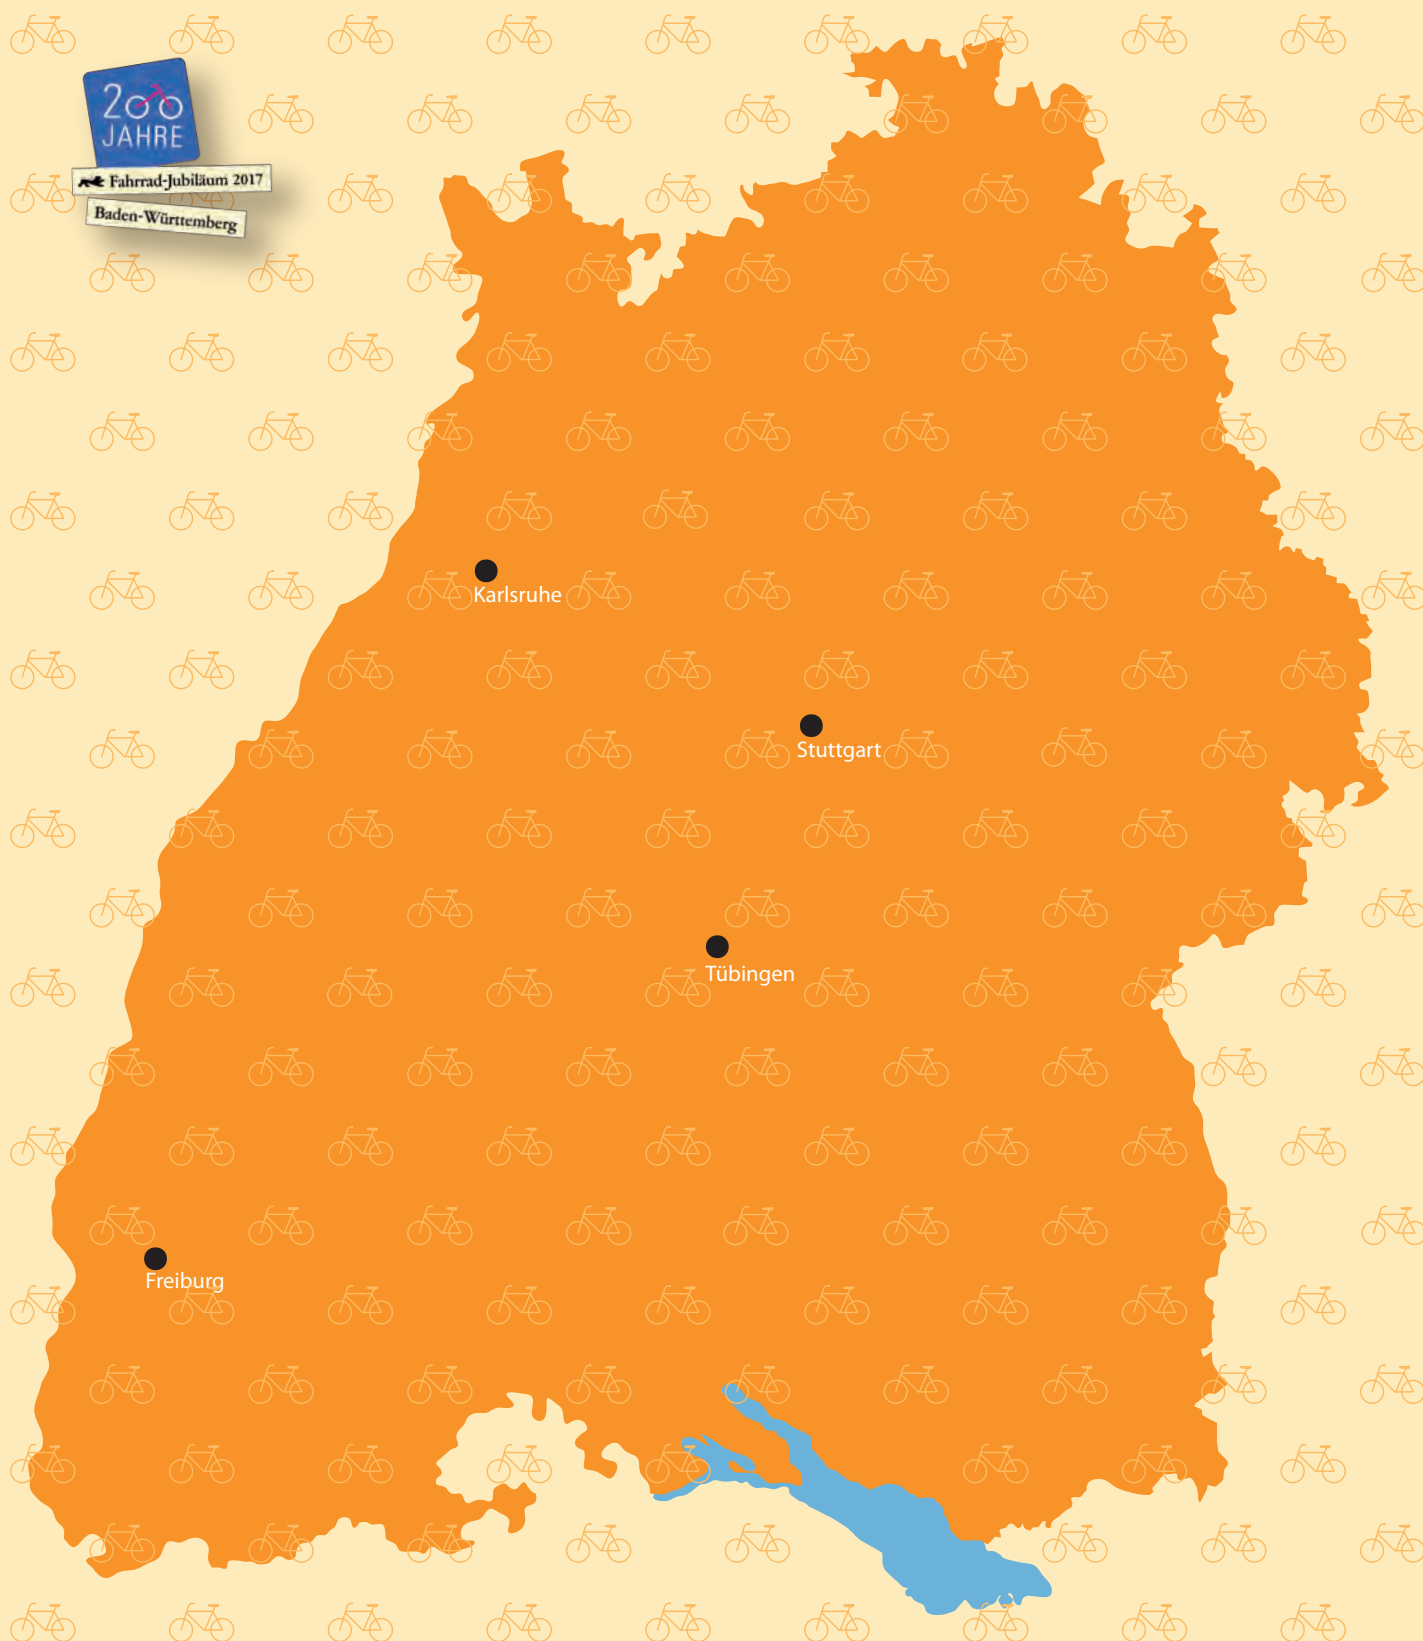 200
JAHRE
Fahrrad-Jubiläum 2017
Baden-Württemberg
Karlsruhe
Stuttgart
Tübingen
Freiburg